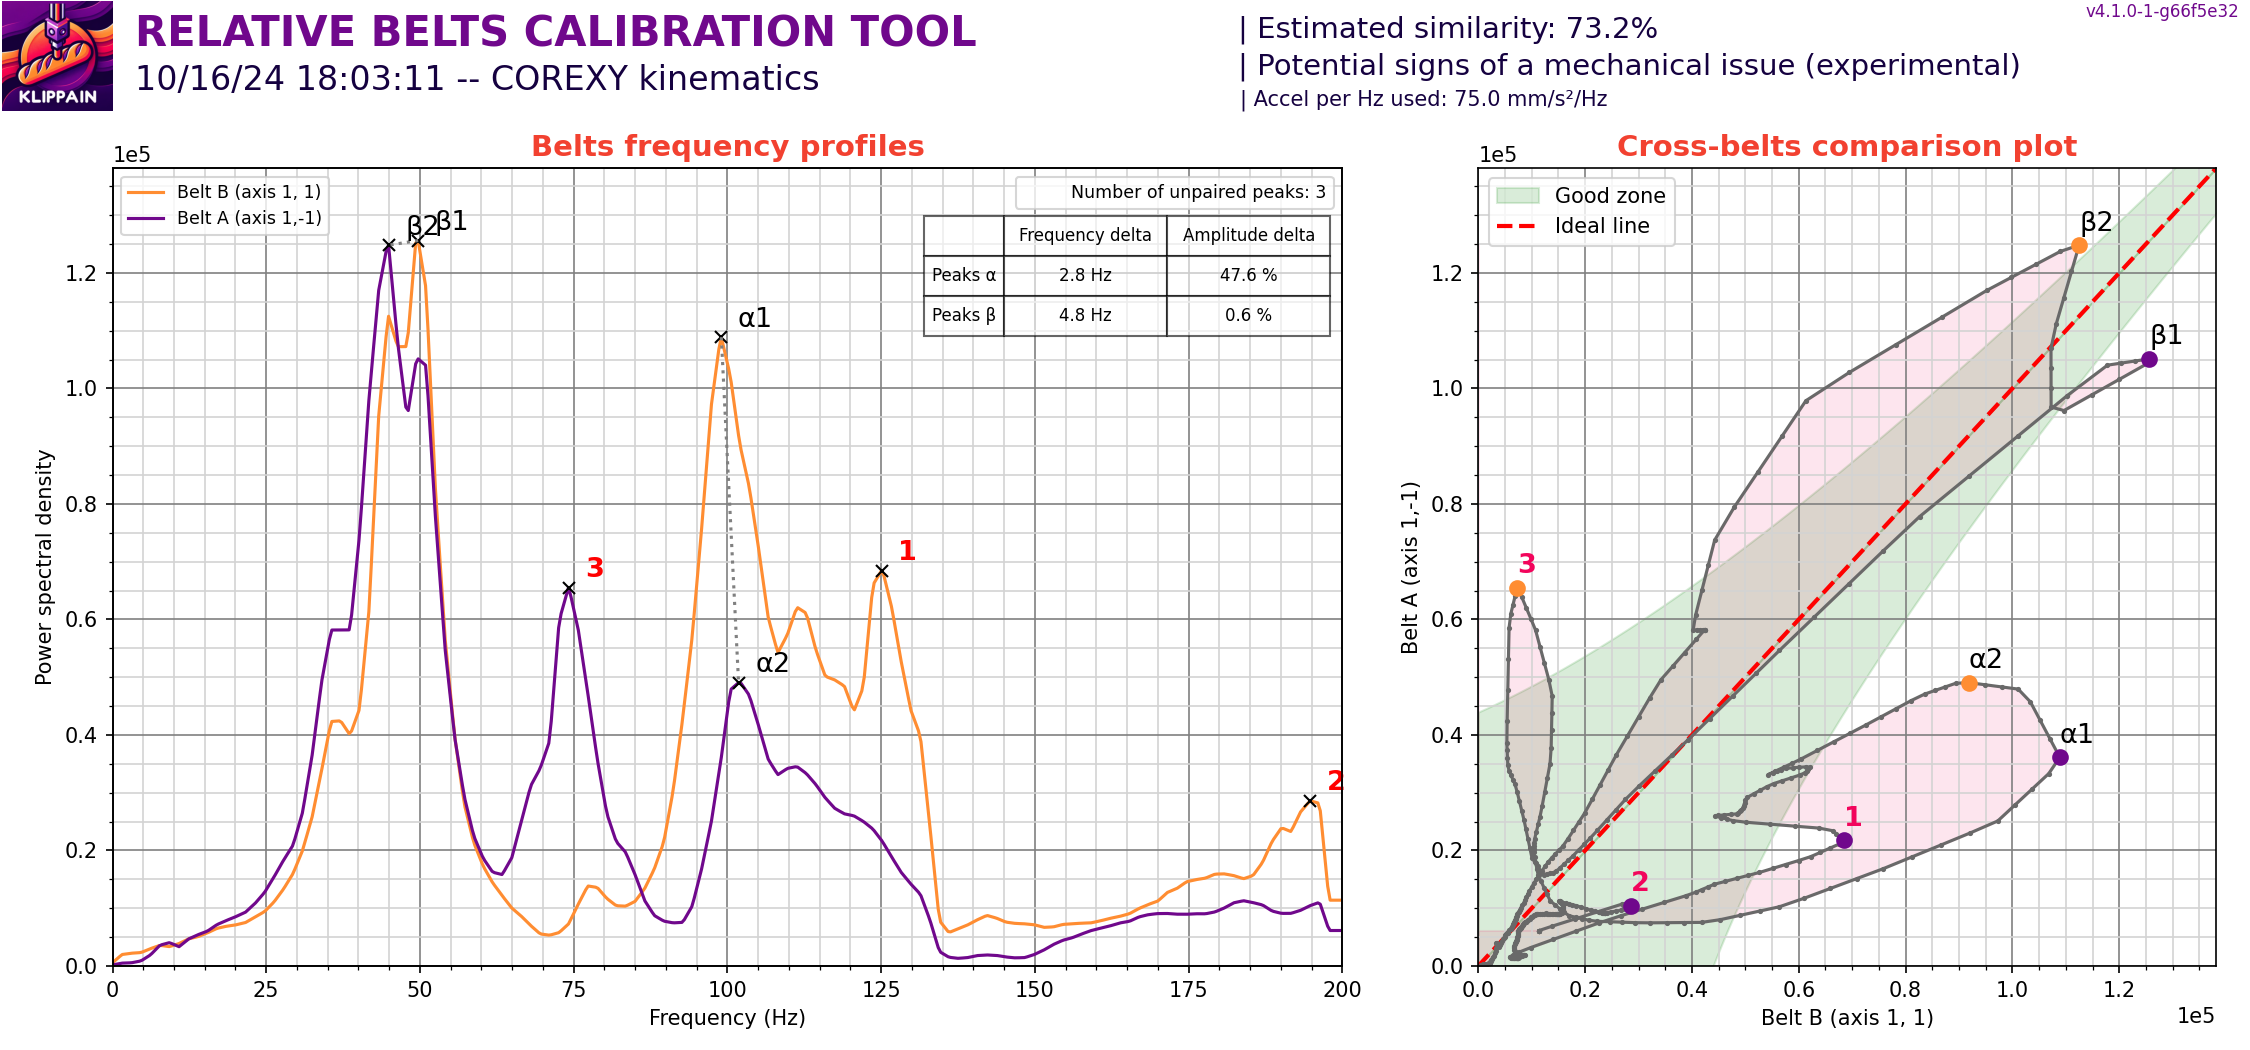 KLIPPAIN
RELATIVE BELTS CALIBRATION TOOL
10/16/24 18:03:11 -- COREXY kinematics
| Estimated similarity: 73.2%
| Potential signs of a mechanical issue (experimental)
| Accel per Hz used: 75.0 mm/s²/Hz
v4.1.0-1-g66f5e32
Belts frequency profiles
1e5
Belt B (axis 1, 1)
Belt A (axis 1,-1)
Number of unpaired peaks: 3
Frequency delta Amplitude delta
Peaks α 2.8 Hz 47.6 %
Peaks β 4.8 Hz 0.6 %
β2 β1
α1
α2
1
3
2
Power spectral density
1.2
1.0
0.8
0.6
0.4
0.2
0.0
0 25 50 75 100 125 150 175 200
Frequency (Hz)
Cross-belts comparison plot
1e5
Good zone
Ideal line
β2
β1
3
α2
α1
1
2
Belt A (axis 1,-1)
1.2
1.0
0.8
0.6
0.4
0.2
0.0
0.0 0.2 0.4 0.6 0.8 1.0 1.2
Belt B (axis 1, 1)
1e5